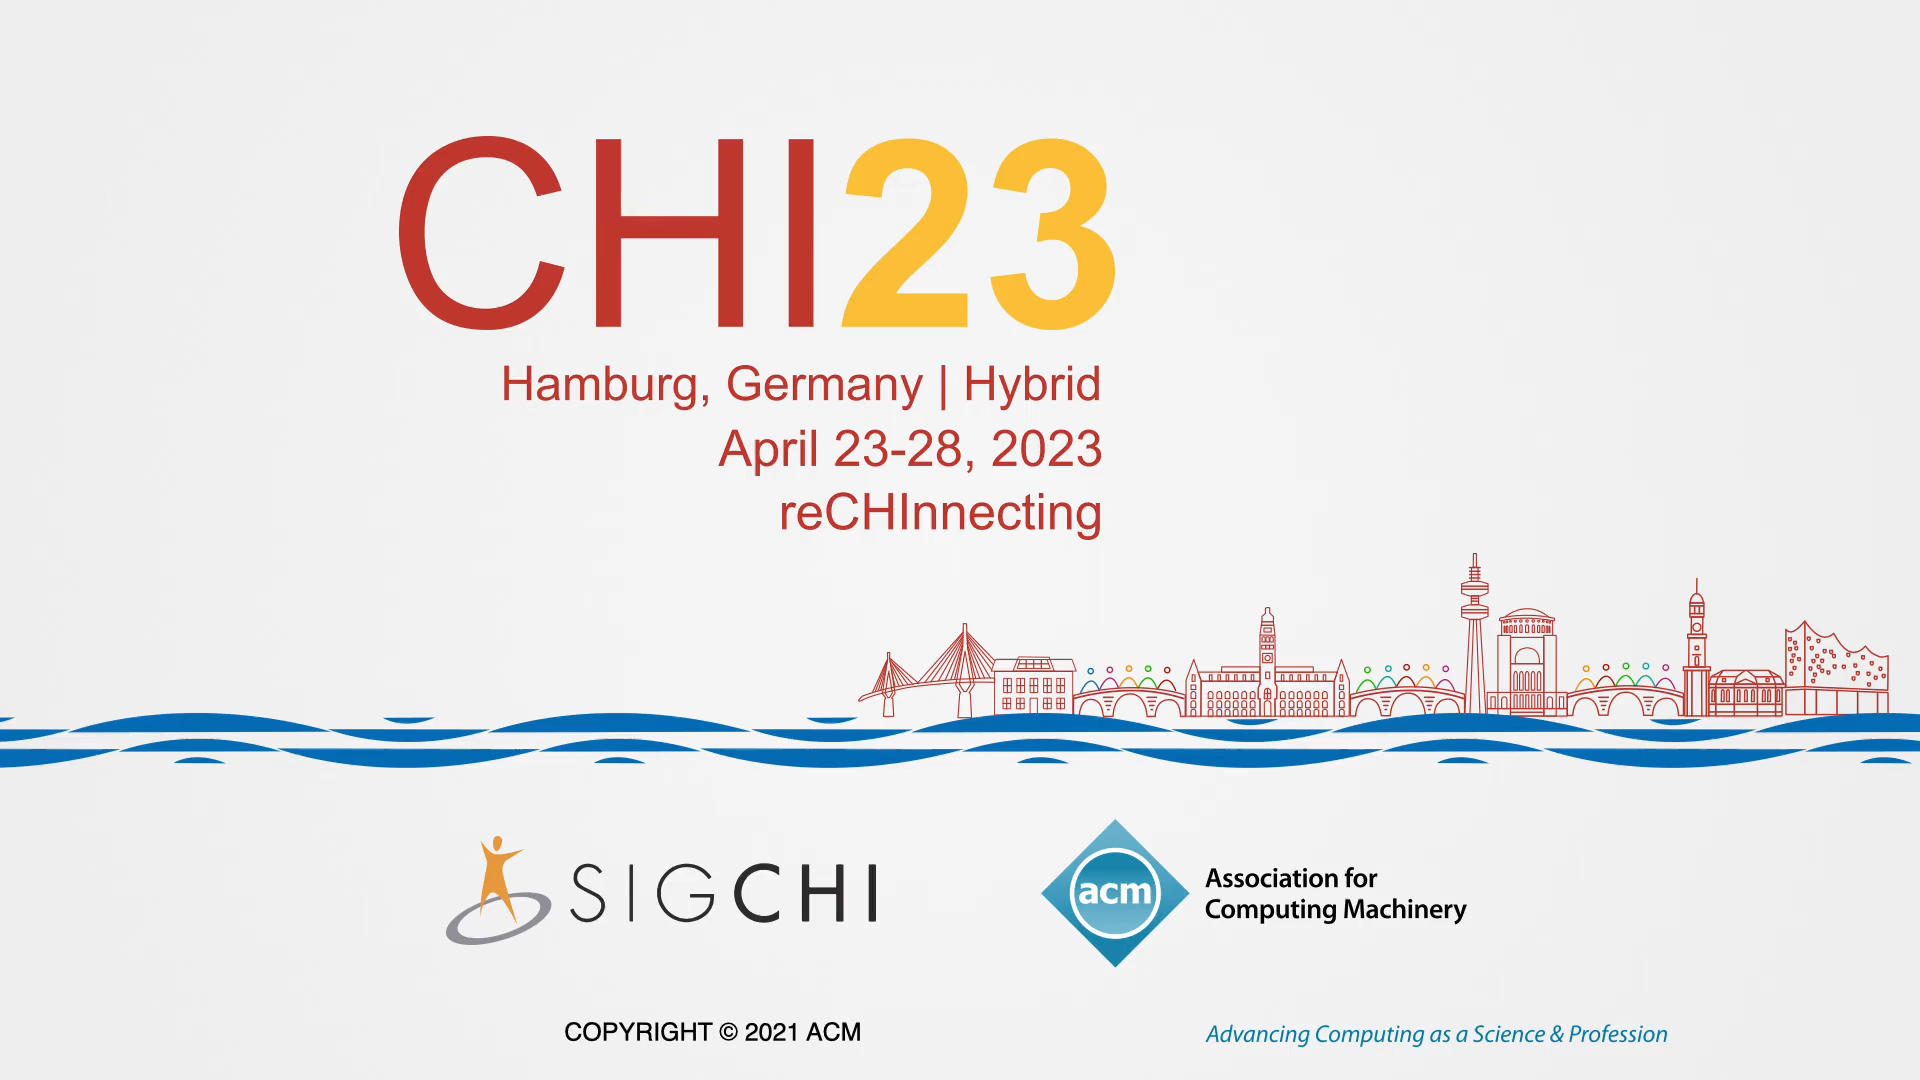 CHI23
Hamburg, Germany | Hybrid
April 23-28, 2023
reCHInnecting
SIGCHI
acm
Association for
Computing Machinery
COPYRIGHT © 2021 ACM
Advancing Computing as a Science & Profession